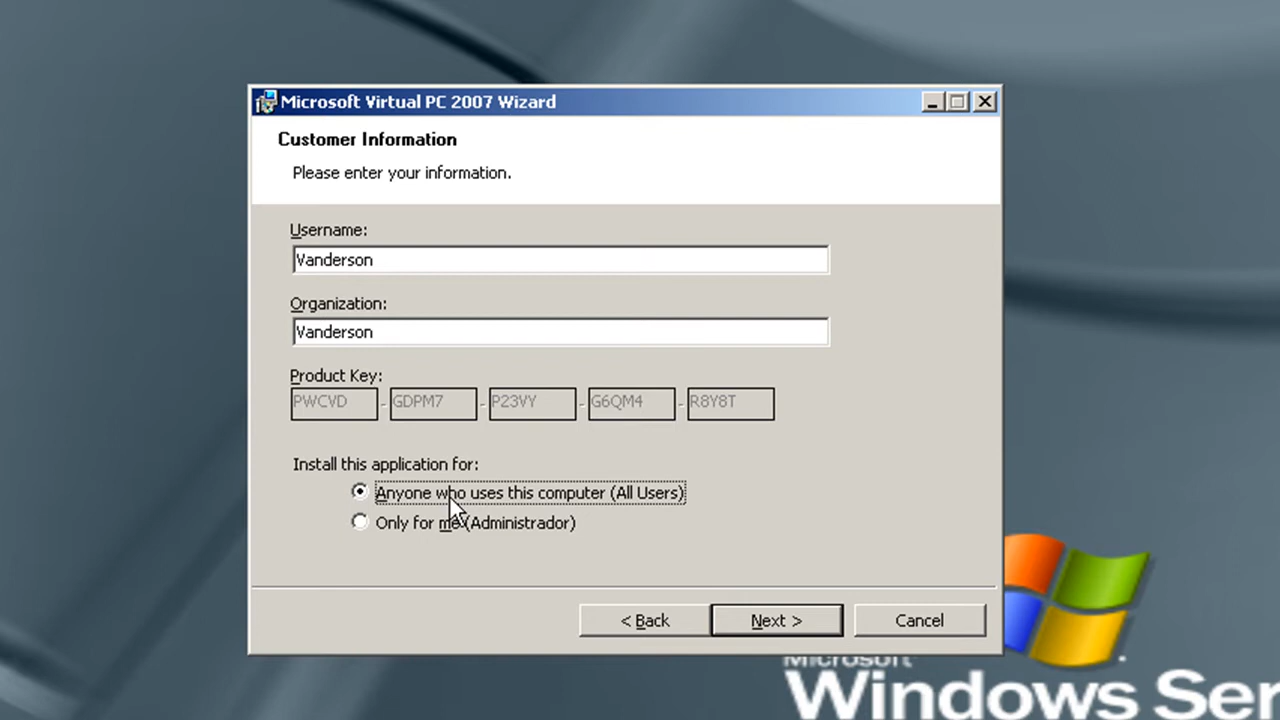 Microsoft Virtual PC 2007 Wizard
Customer Information
Please enter your information.
Username:
Vanderson
Organization:
Vanderson
Product Key:
PWCVD - GDPM7 - P23VY - G6QM4 - R8Y8T
Install this application for:
Anyone who uses this computer (All Users)
Only for me (Administrador)
< Back Next > Cancel
Microsoft
Windows Ser